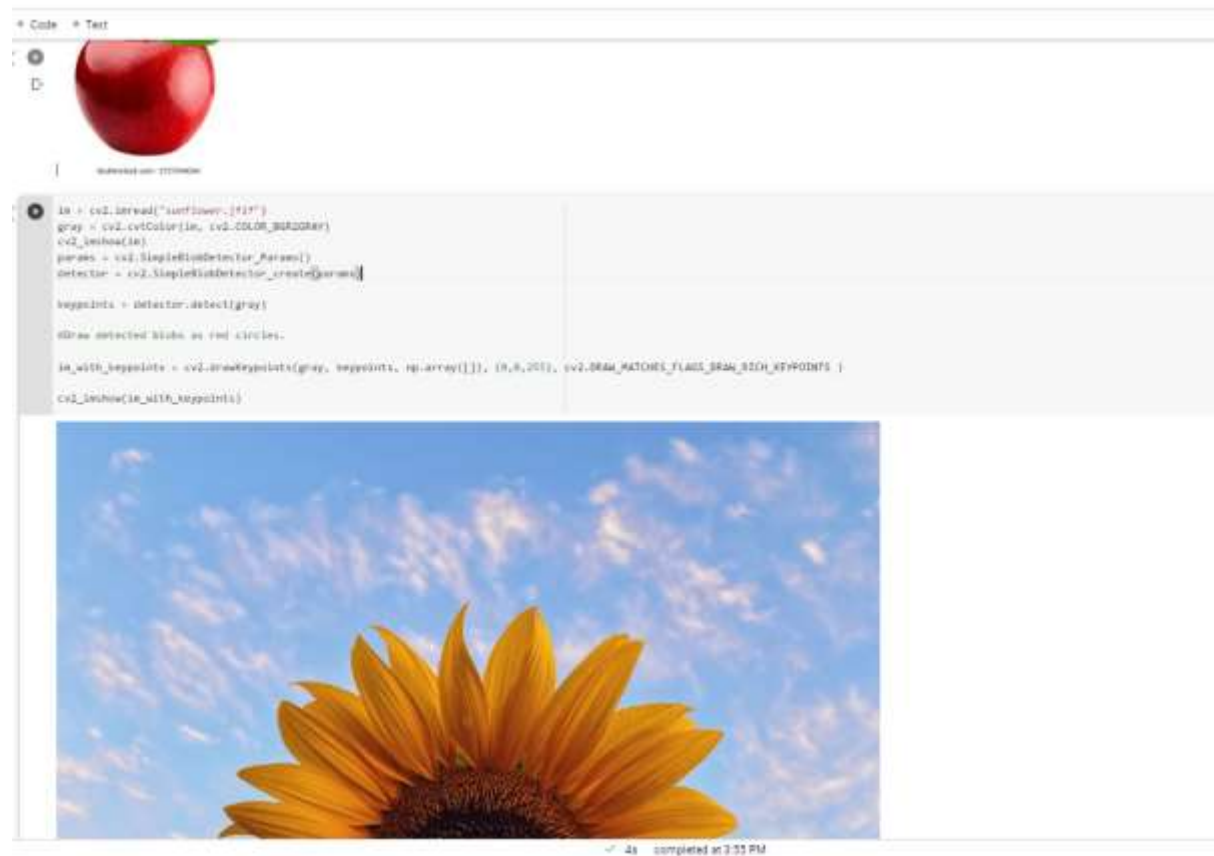 + Code + Text
im = cv2.imread("sunflower.jfif")
gray = cv2.cvtColor(im, cv2.COLOR_BGR2GRAY)
cv2_imshow(im)
params = cv2.SimpleBlobDetector_Params()
detector = cv2.SimpleBlobDetector_create(params)
keypoints = detector.detect(gray)
#Draw detected blobs as red circles.
im_with_keypoints = cv2.drawKeypoints(gray, keypoints, np.array([]), (0,0,255), cv2.DRAW_MATCHES_FLAGS_DRAW_RICH_KEYPOINTS )
cv2_imshow(im_with_keypoints)
4s completed at 3:55 PM